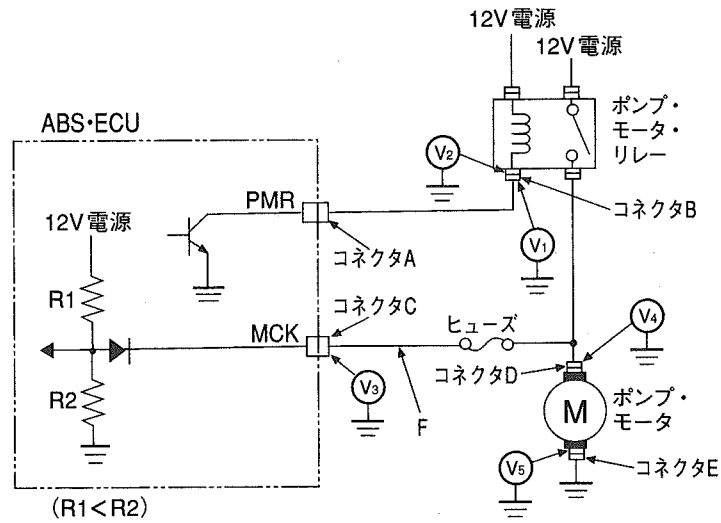 12V電源
12V電源
ポンプ・
モータ・
リレー
ABS・ECU
V2
PMR
コネクタB
12V電源
コネクタA
V1
R1
コネクタC
MCK
ヒューズ
V4
コネクタD
R2
V3
F
M
ポンプ・
モータ
V5
コネクタE
(R1<R2)